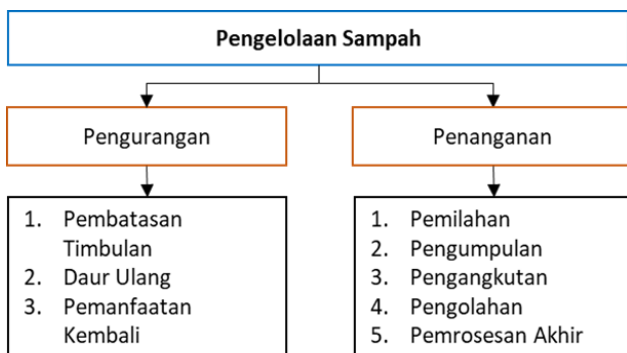 Pengelolaan Sampah
Pengurangan
Penanganan
1. Pembatasan
Timbulan
2. Daur Ulang
3. Pemanfaatan
Kembali
1. Pemilahan
2. Pengumpulan
3. Pengangkutan
4. Pengolahan
5. Pemrosesan Akhir